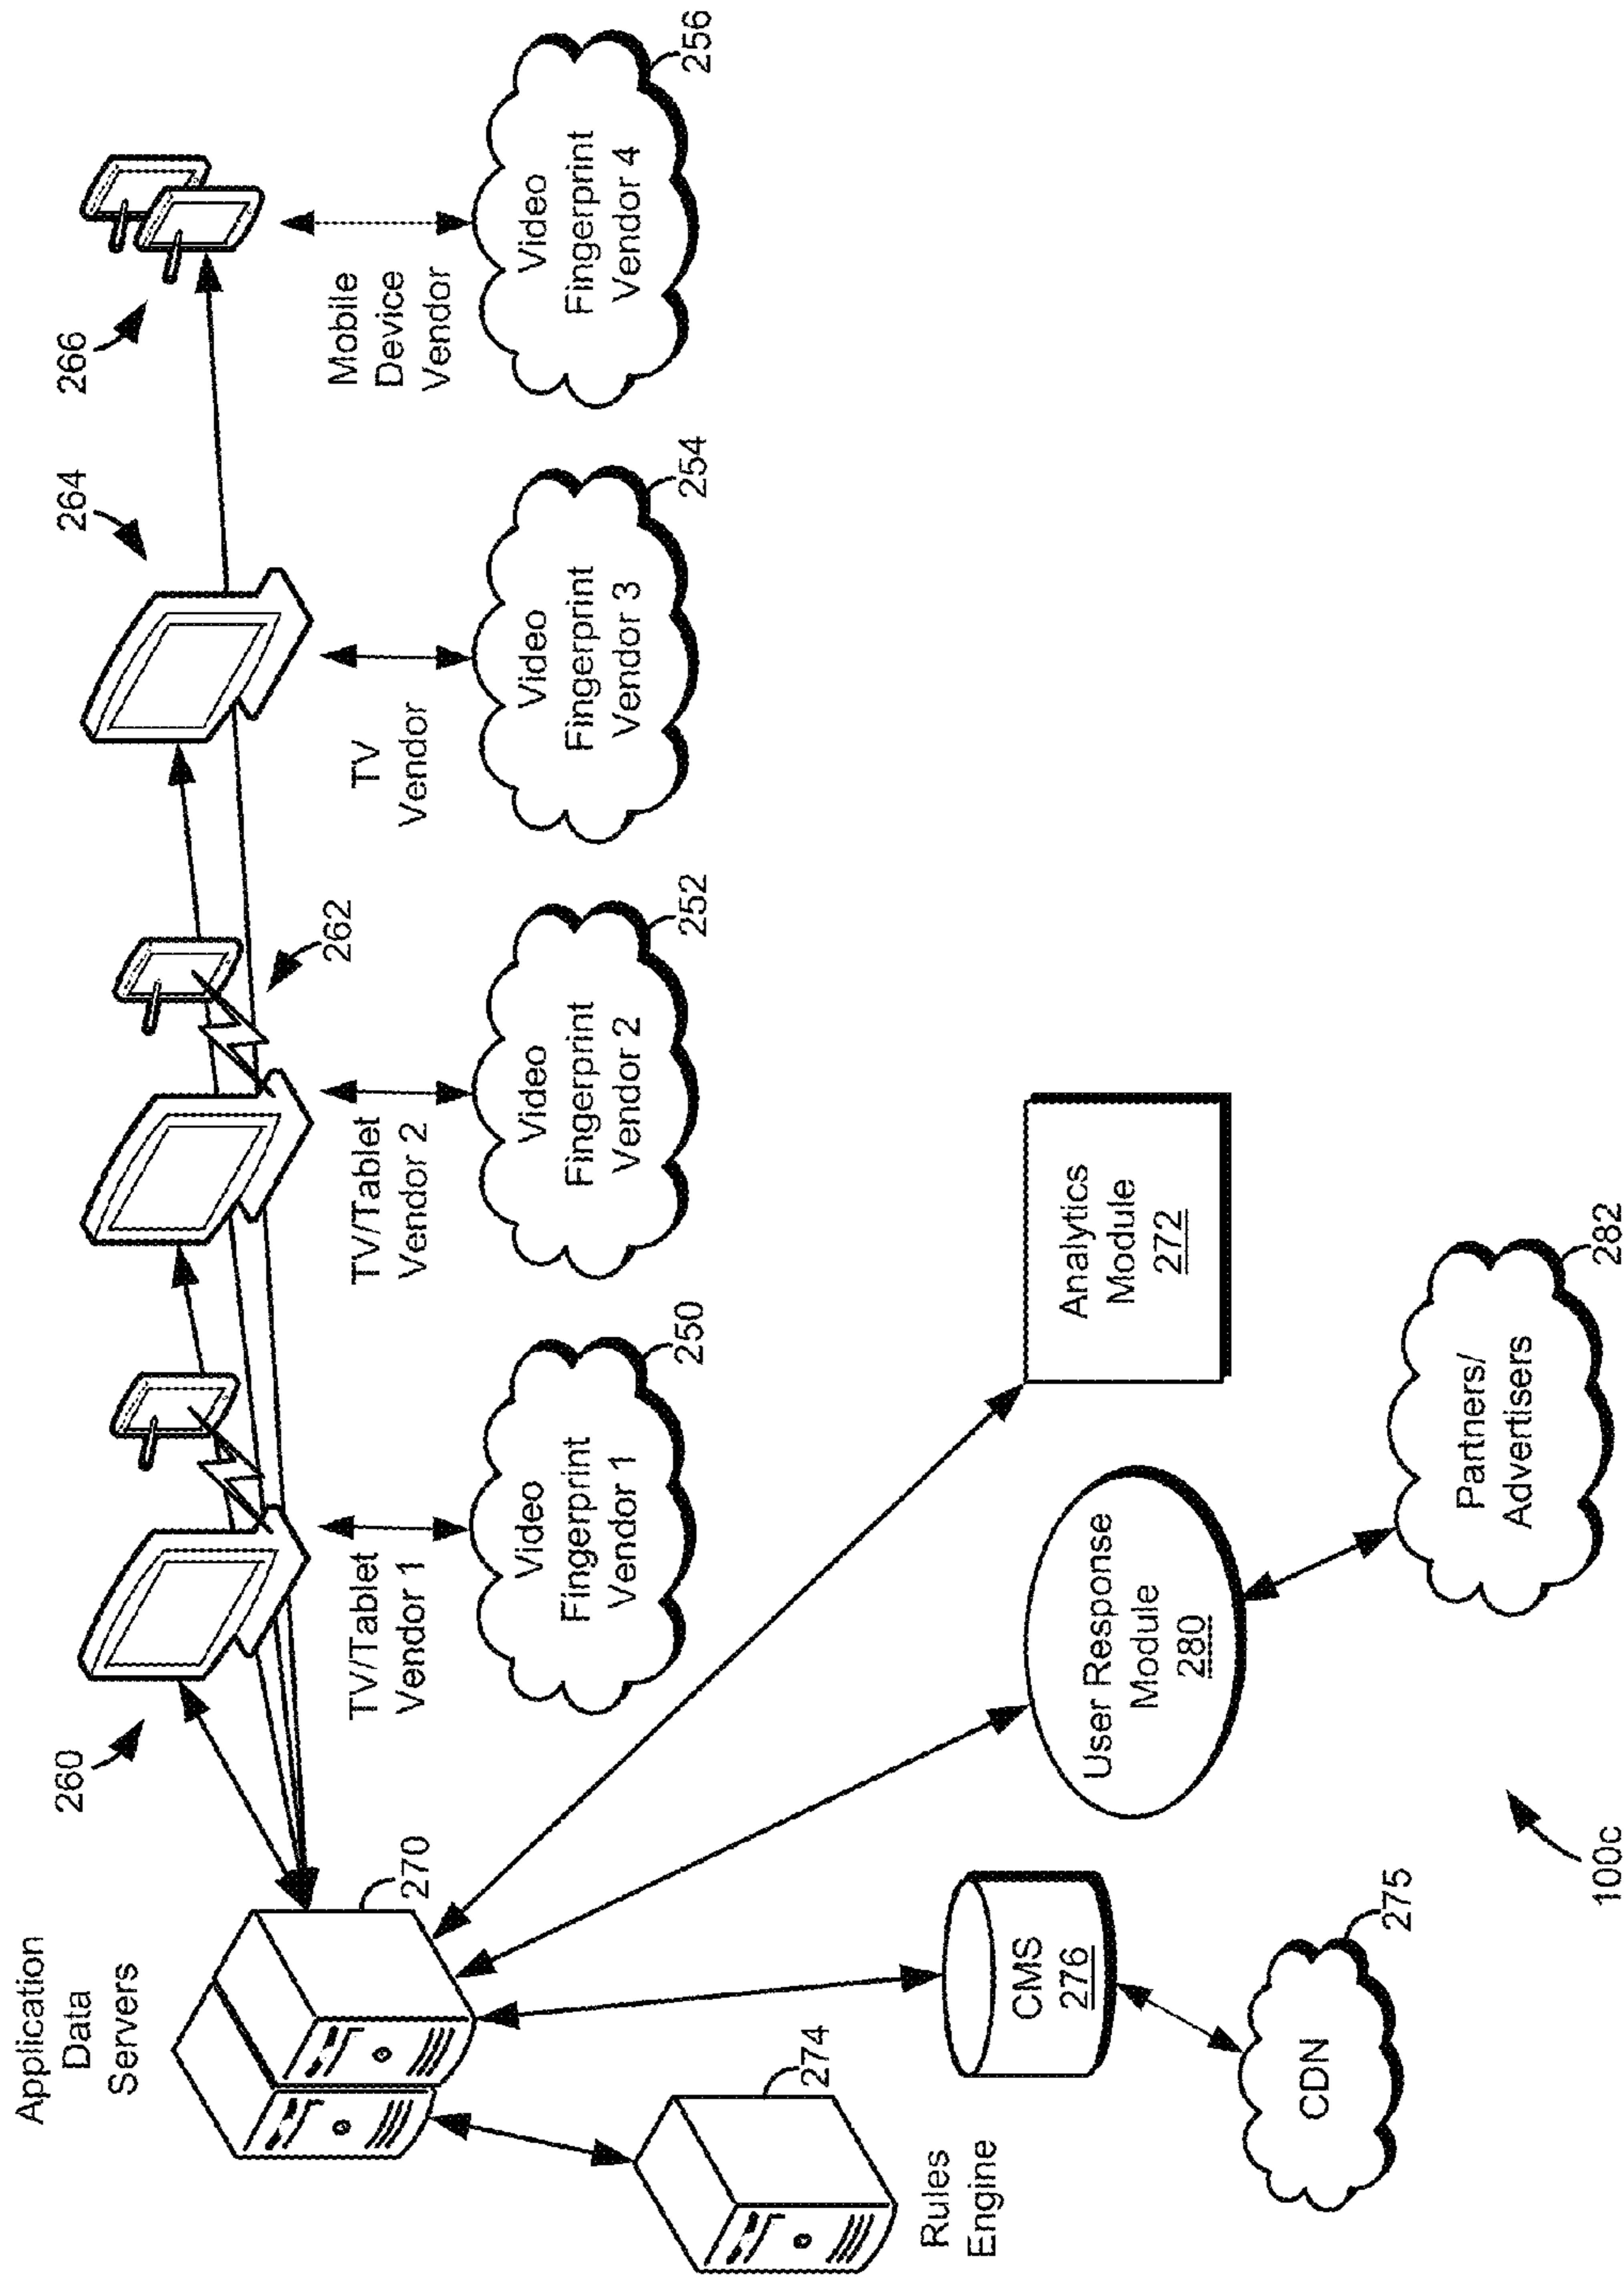 Application
Data
Servers
270
260
262
264
266
TV/Tablet
Vendor 1
TV/Tablet
Vendor 2
TV
Vendor
Mobile
Device
Vendor
Video
Fingerprint
Vendor 1
250
Video
Fingerprint
Vendor 2
252
Video
Fingerprint
Vendor 3
254
Video
Fingerprint
Vendor 4
256
274
Rules
Engine
CMS
276
CDN
275
User Response
Module
280
Analytics
Module
272
Partners/
Advertisers
282
100c